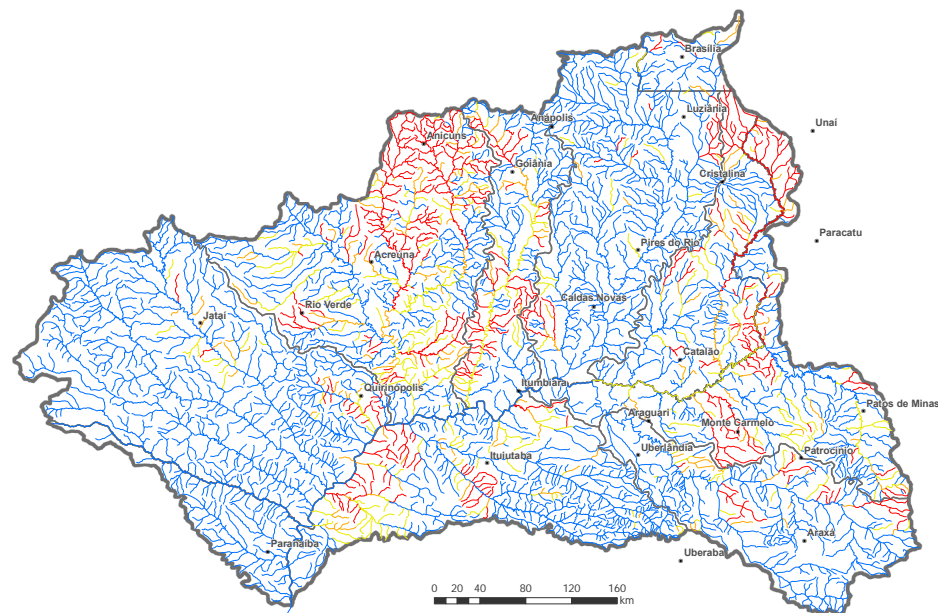 Brasília
Luziânia
Unaí
Anápolis
Anicuns
Goiânia
Cristalina
Paracatu
Pires do Rio
Acreúna
Rio Verde
Caldas Novas
Jataí
Catalão
Quirinópolis
Itumbiara
Patos de Minas
Araguari
Monte Carmelo
Uberlândia
Patrocínio
Ituiutaba
Araxá
Paranaíba
Uberaba
0 20 40 80 120 160
km